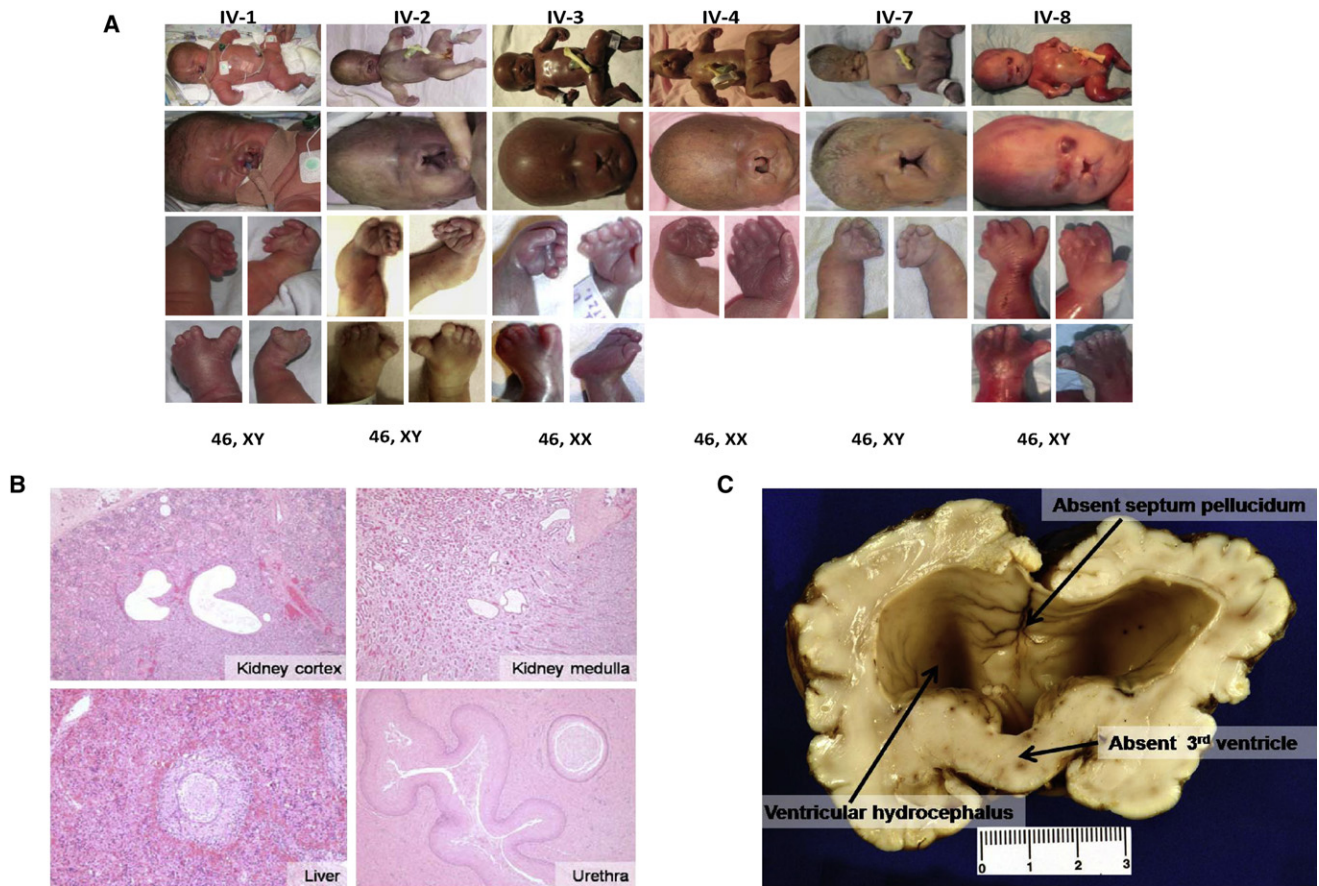 A
IV-1 IV-2 IV-3 IV-4 IV-7 IV-8
46, XY 46, XY 46, XX 46, XX 46, XY 46, XY
B
Kidney cortex Kidney medulla
Liver Urethra
C
Absent septum pellucidum
Absent 3rd ventricle
Ventricular hydrocephalus
0 1 2 3